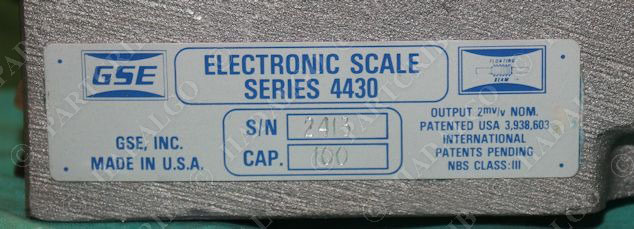 GSE
ELECTRONIC SCALE
SERIES 4430
FLOATING
BEAM
GSE, INC.
MADE IN U.S.A.
S/N 2413
CAP. 100
OUTPUT 2mv/v NOM.
PATENTED USA 3,938,603
INTERNATIONAL
PATENTS PENDING
NBS CLASS:III